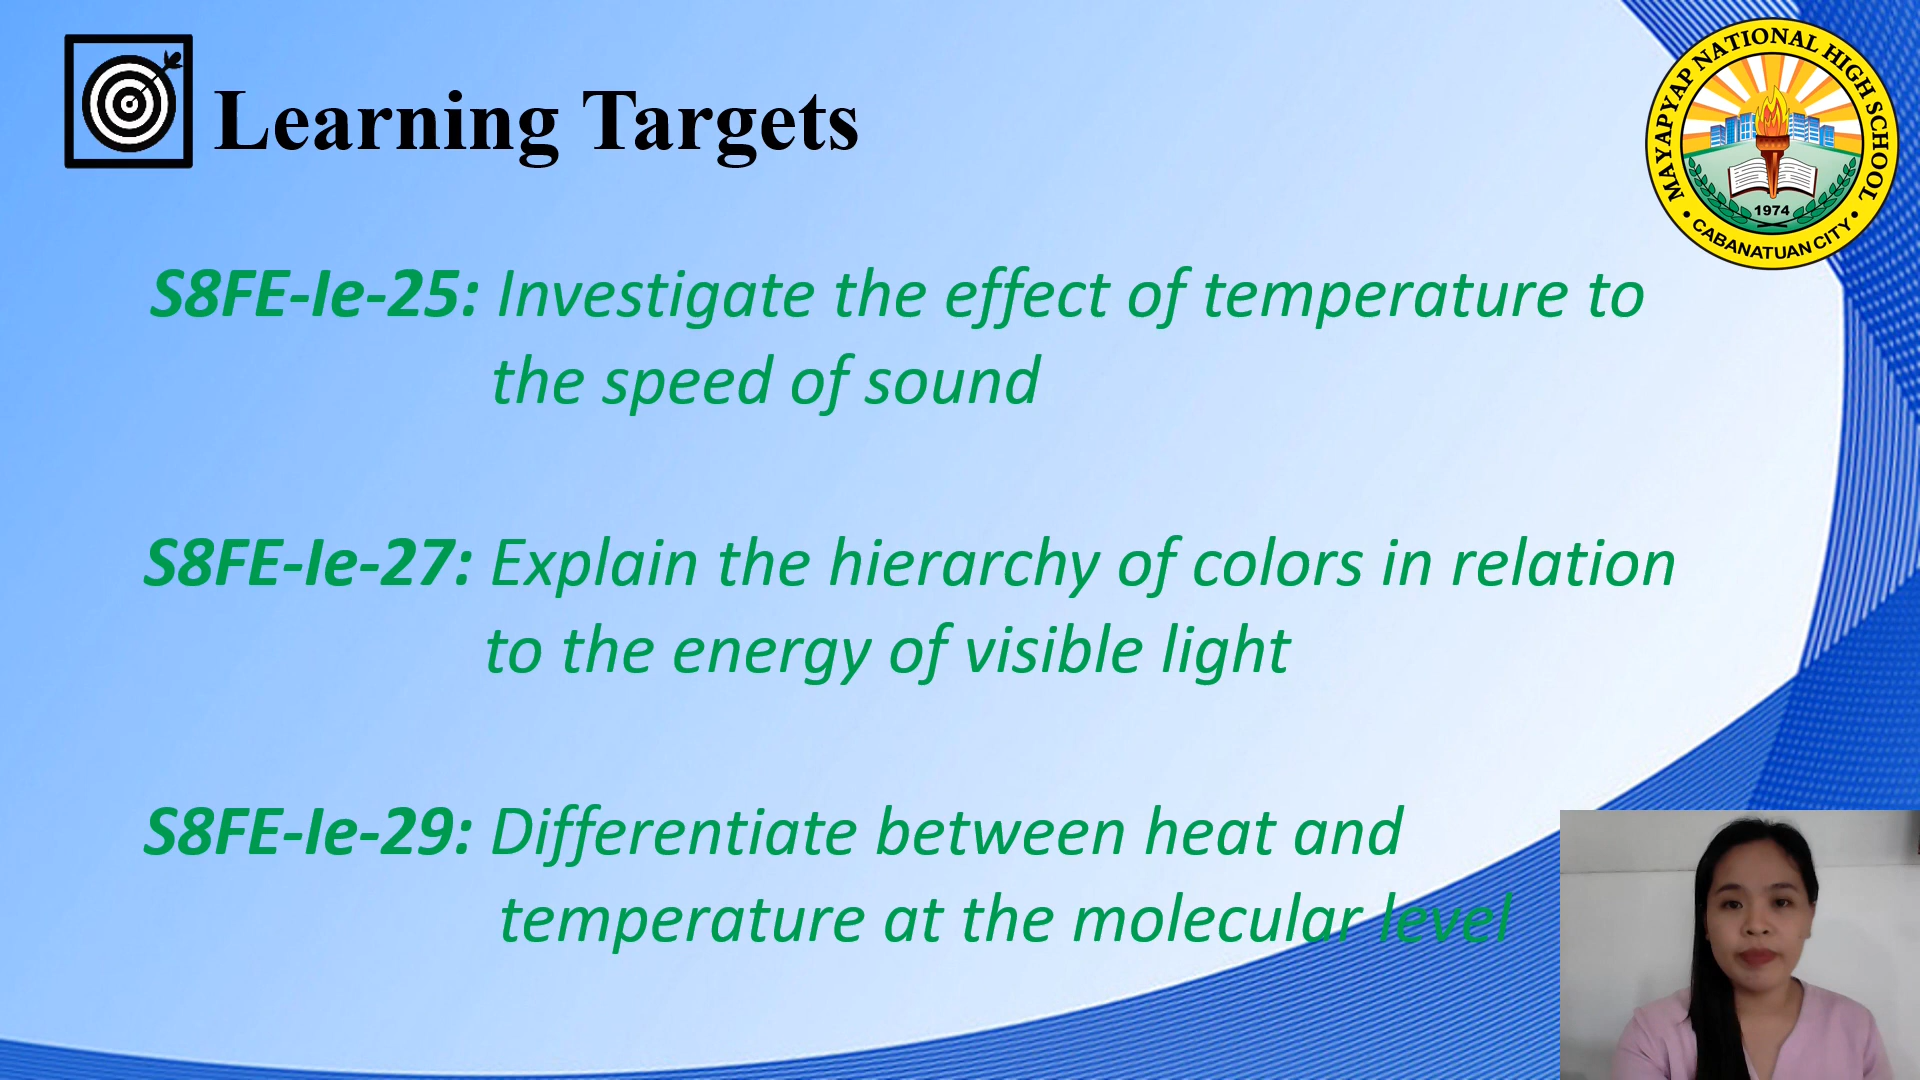 Learning Targets
MAYAPYAP NATIONAL HIGH SCHOOL
1974
• CABANATUAN CITY •
S8FE-Ie-25: Investigate the effect of temperature to
the speed of sound
S8FE-Ie-27: Explain the hierarchy of colors in relation
to the energy of visible light
S8FE-Ie-29: Differentiate between heat and
temperature at the molecular level